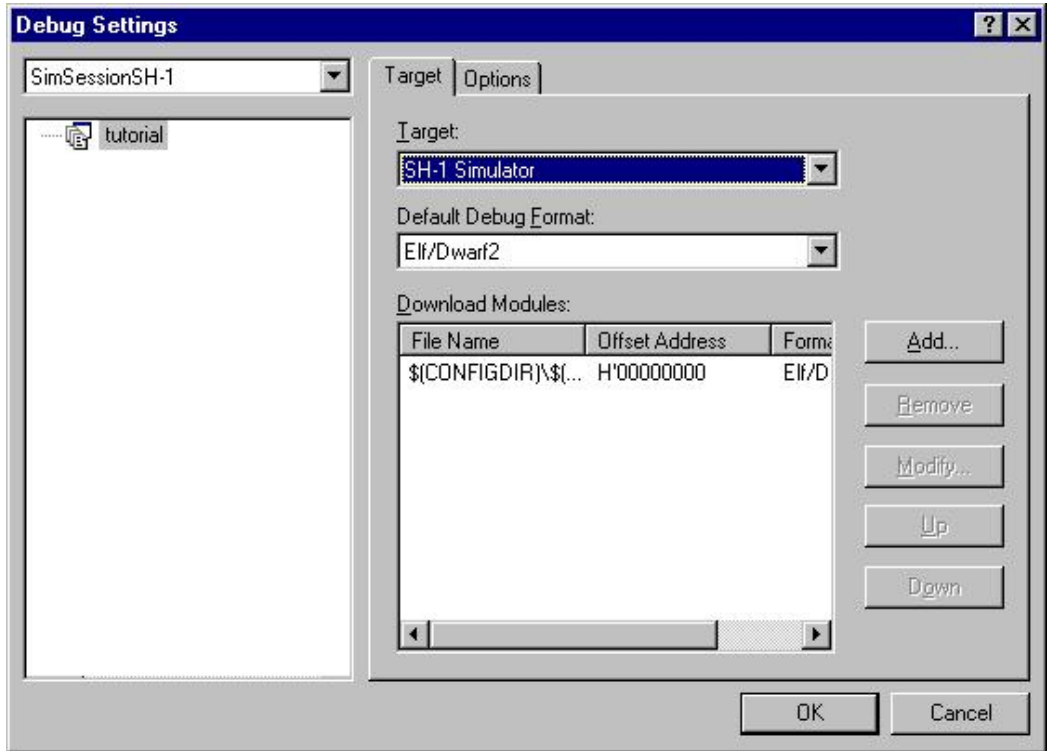 Debug Settings
SimSessionSH-1
tutorial
Target Options
Target:
SH-1 Simulator
Default Debug Format:
Elf/Dwarf2
Download Modules:
File Name Offset Address Forma
$(CONFIGDIR)\$(... H'00000000 Elf/D
Add...
Remove
Modify...
Up
Down
OK Cancel